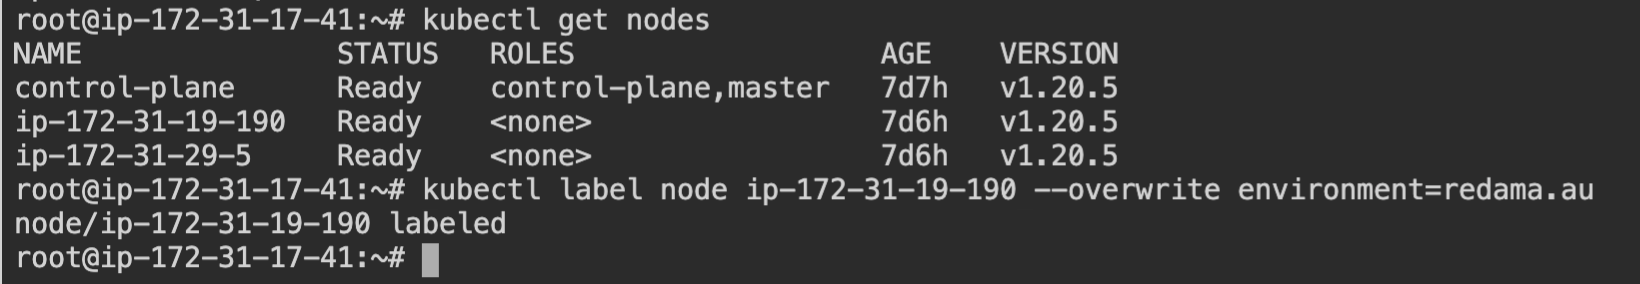 root@ip-172-31-17-41:~# kubectl get nodes
NAME STATUS ROLES AGE VERSION
control-plane Ready control-plane,master 7d7h v1.20.5
ip-172-31-19-190 Ready <none> 7d6h v1.20.5
ip-172-31-29-5 Ready <none> 7d6h v1.20.5
root@ip-172-31-17-41:~# kubectl label node ip-172-31-19-190 --overwrite environment=redama.au
node/ip-172-31-19-190 labeled
root@ip-172-31-17-41:~#